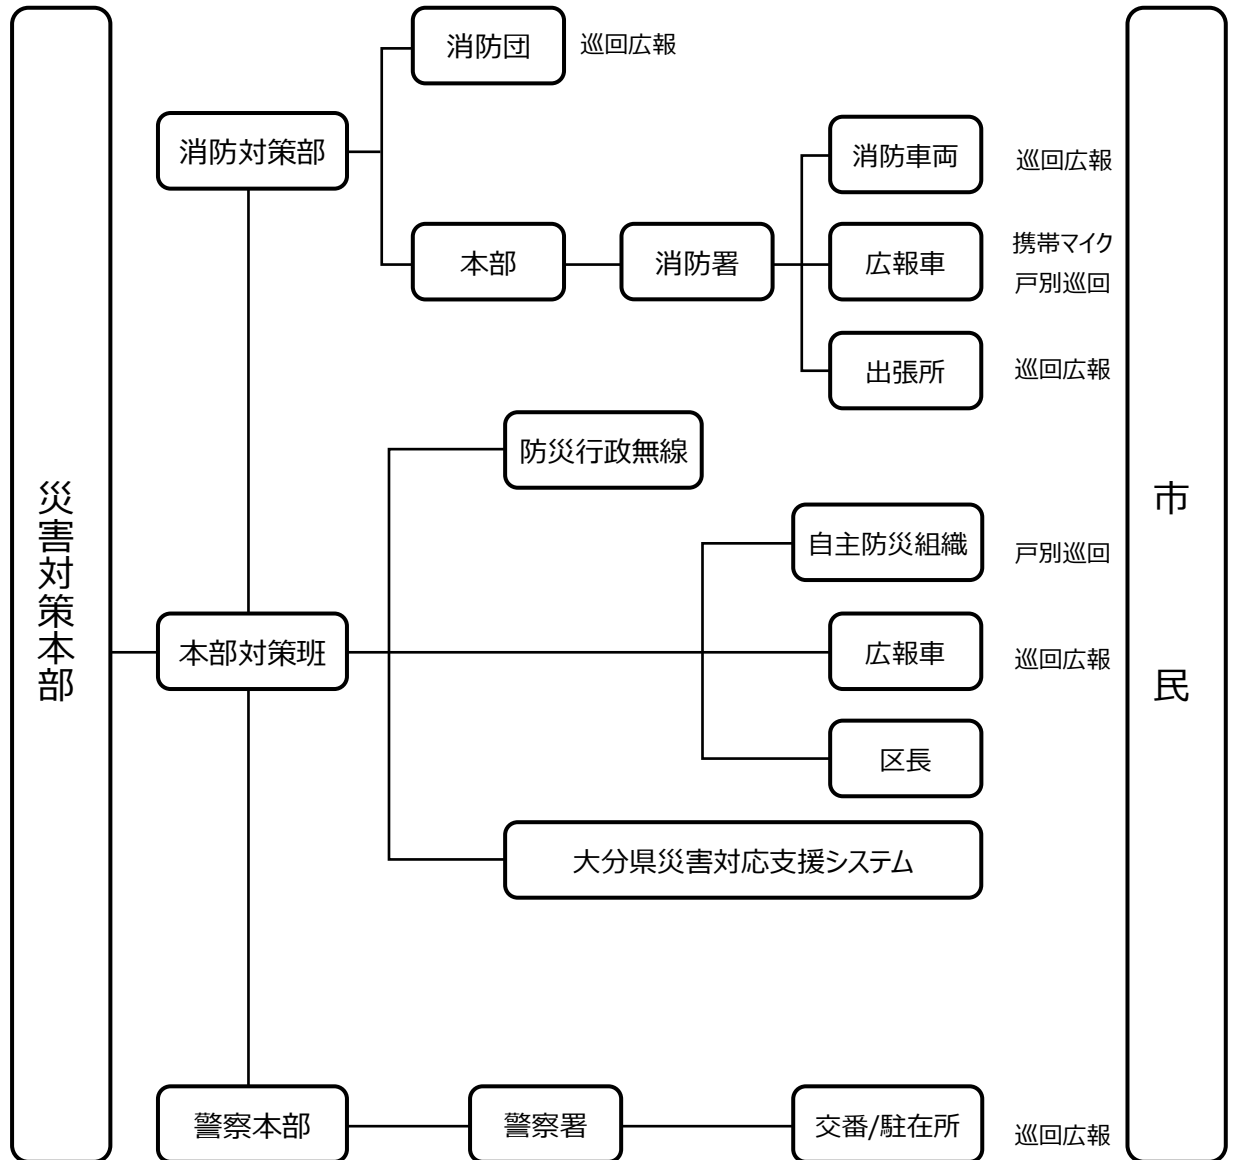 災害対策本部
消防団
巡回広報
消防対策部
消防車両
巡回広報
本部
消防署
広報車
携帯マイク
戸別巡回
出張所
巡回広報
防災行政無線
自主防災組織
戸別巡回
本部対策班
広報車
巡回広報
区長
大分県災害対応支援システム
警察本部
警察署
交番/駐在所
巡回広報
市民